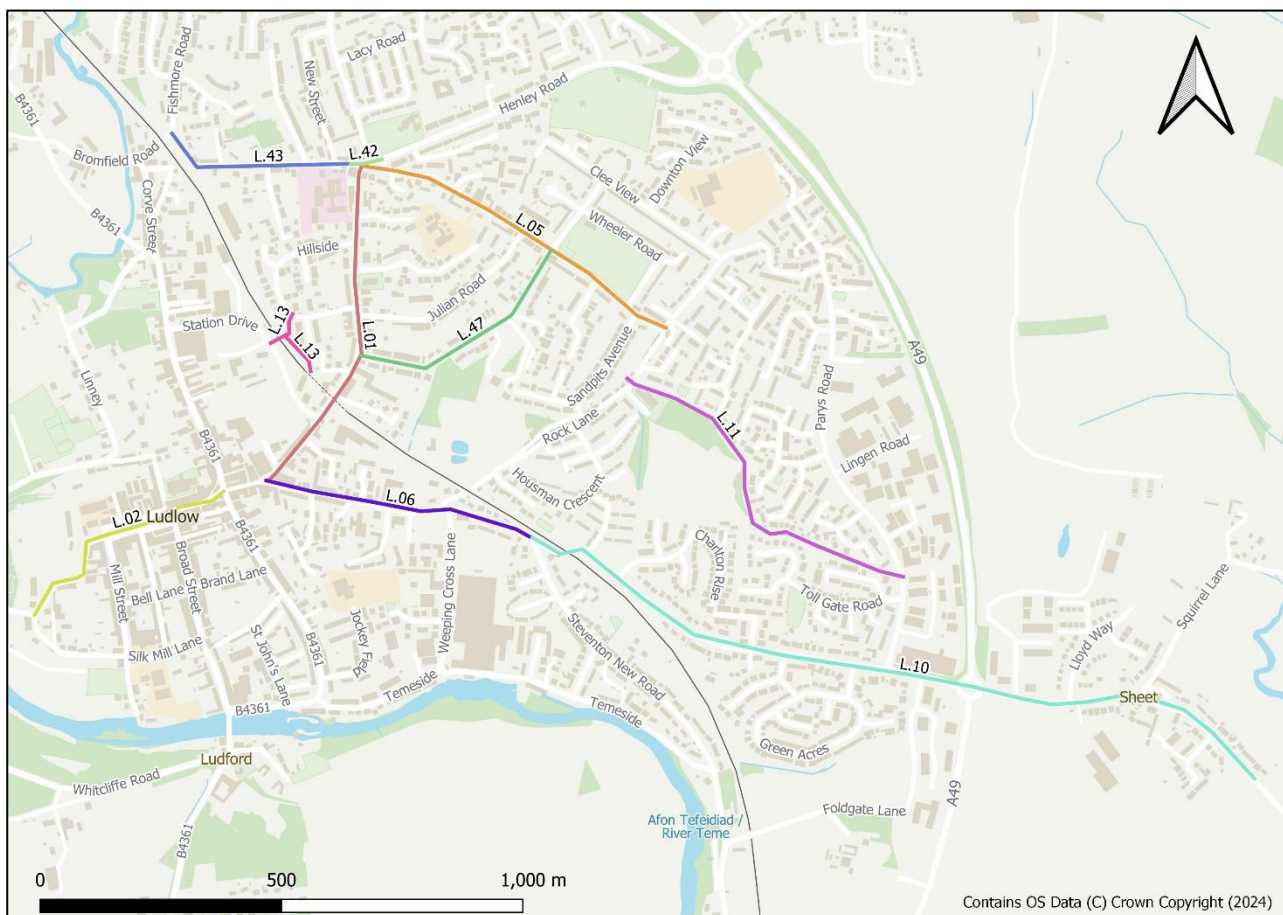 Fishmore Road
Lacy Road
New Street
Henley Road
B4361
Bromfield Road
L.43
L.42
Corve Street
B4361
Clee View
Downton View
L.05
Wheeler Road
Hillside
Julian Road
Station Drive
L.13
L.13
L.01
L.47
A49
Linney
Sandpits Avenue
Parys Road
B4361
Rock Lane
L.11
Lingen Road
Housman Crescent
L.06
L.02
Ludlow
Mill Street
Broad Street
Bell Lane
Brand Lane
B4361
Weeping Cross Lane
Charlton Rise
Toll Gate Road
Squirrel Lane
Lloyd Way
Silk Mill Lane
St John's Lane
Steventon New Road
L.10
Temeside
Temeside
Sheet
B4361
Ludford
Green Acres
Whitcliffe Road
A49
Foldgate Lane
Afon Tefeidiad /
River Teme
B4361
0
500
1,000 m
Contains OS Data (C) Crown Copyright (2024)